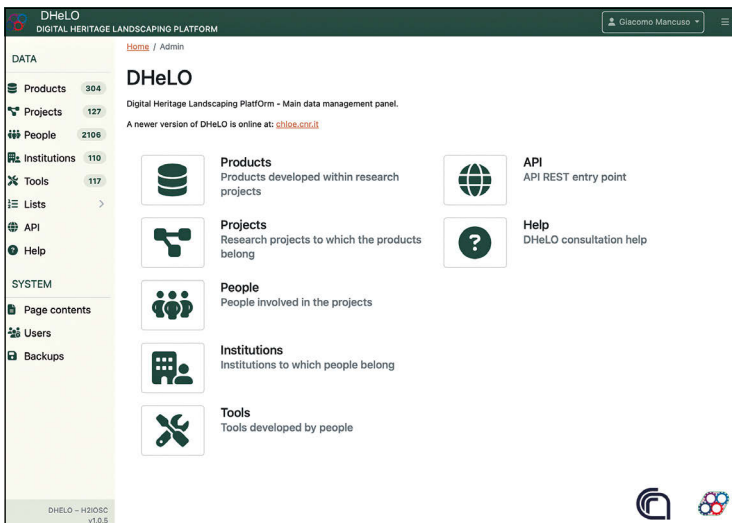 DHeLO
DIGITAL HERITAGE LANDSCAPING PLATFORM
Giacomo Mancuso
DATA
Products 304
Projects 127
People 2106
Institutions 110
Tools 117
Lists
API
Help
SYSTEM
Page contents
Users
Backups
DHELO – H2IOSC
v1.0.5
Home / Admin
DHeLO
Digital Heritage Landscaping PlatfOrm - Main data management panel.
A newer version of DHeLO is online at: chloe.cnr.it
Products
Products developed within research
projects
Projects
Research projects to which the products
belong
People
People involved in the projects
Institutions
Institutions to which people belong
Tools
Tools developed by people
API
API REST entry point
Help
DHeLO consultation help